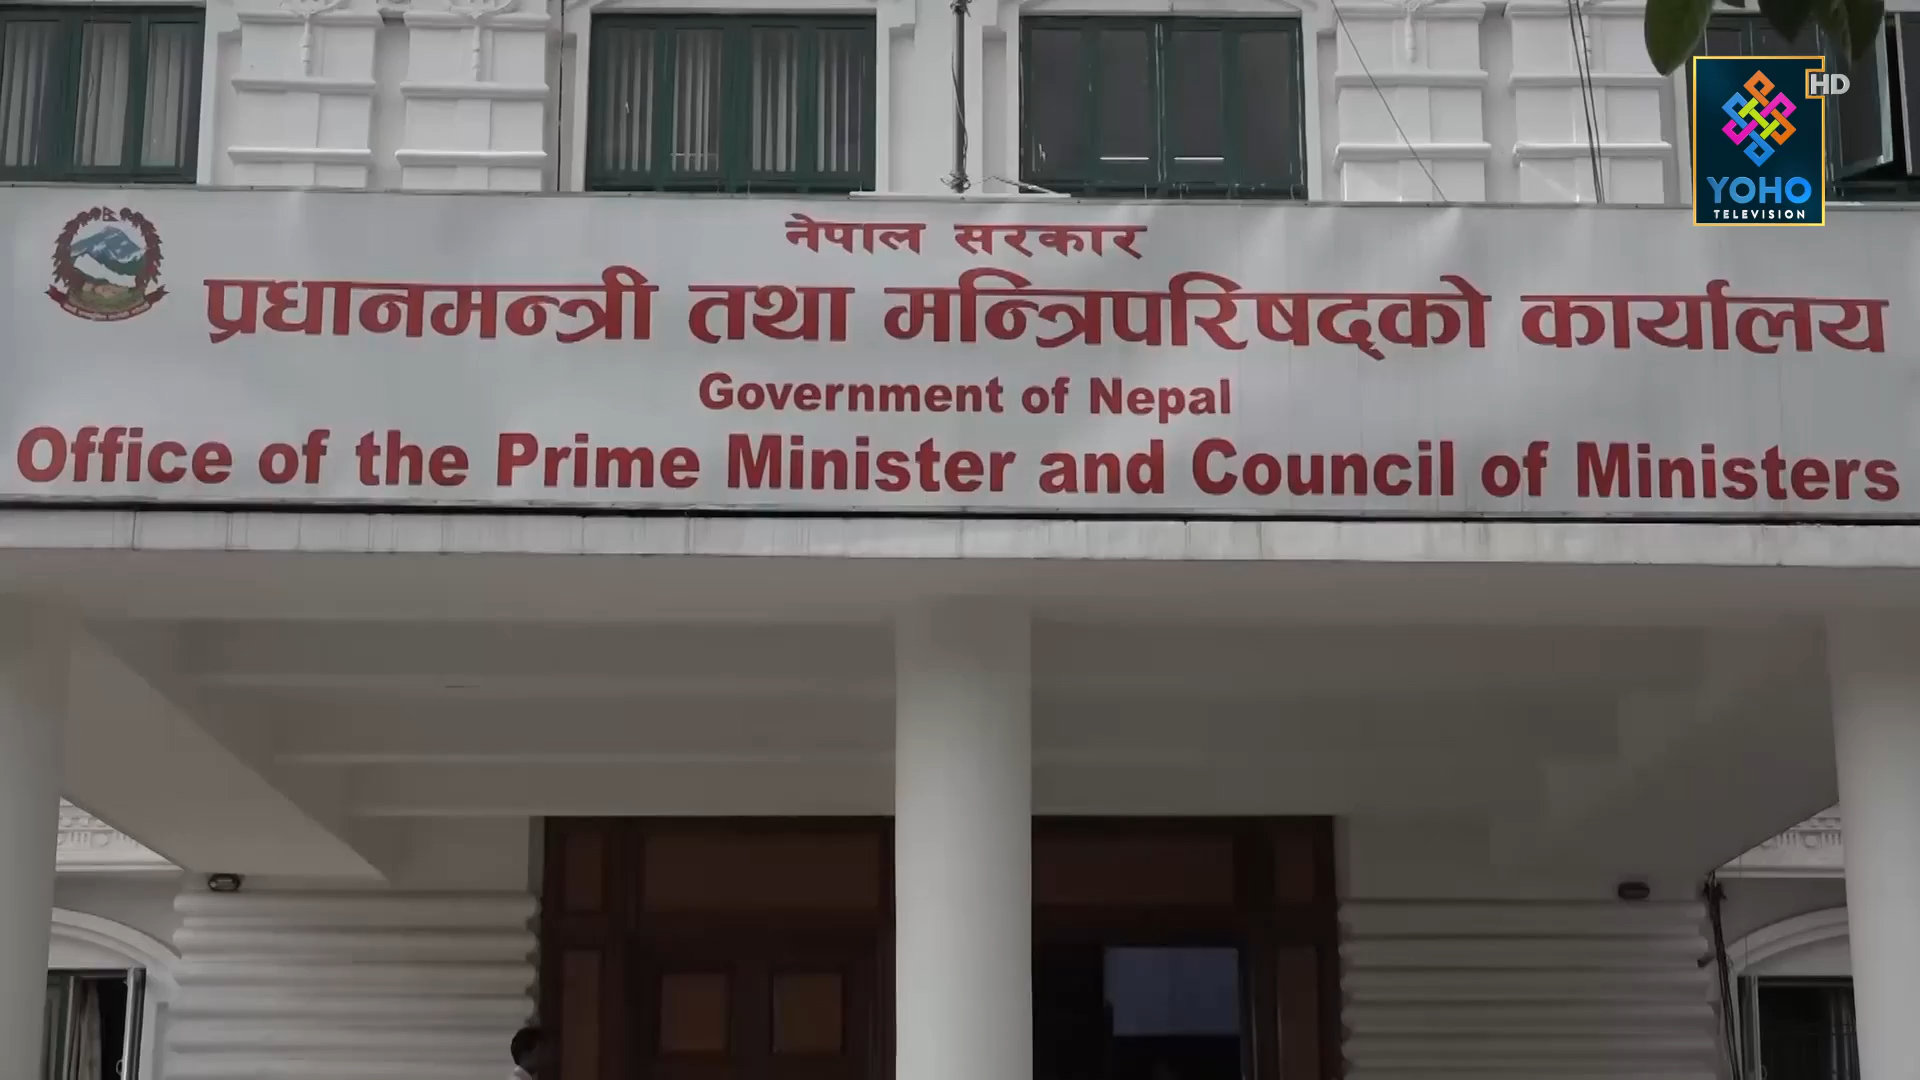 HD
YOHO
TELEVISION
नेपाल सरकार
प्रधानमन्त्री तथा मन्त्रिपरिषद्को कार्यालय
Government of Nepal
Office of the Prime Minister and Council of Ministers